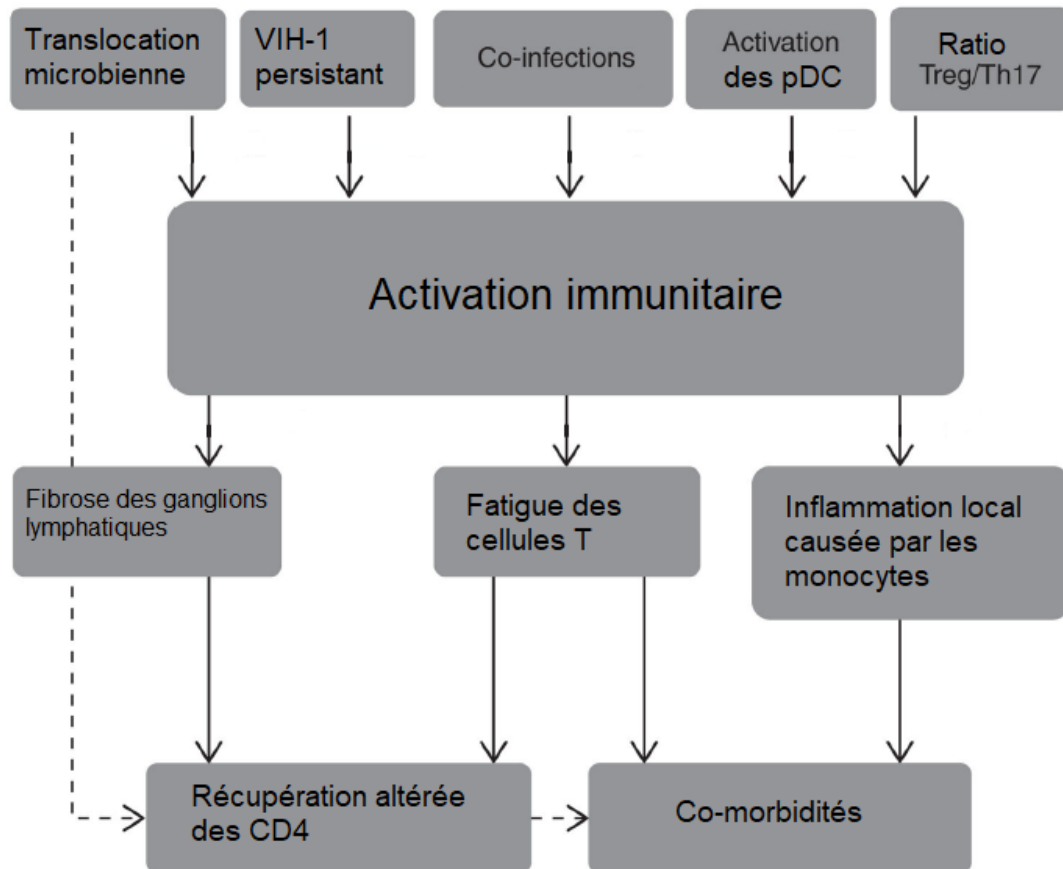 Translocation
microbienne
VIH-1
persistant
Co-infections
Activation
des pDC
Ratio
Treg/Th17
Activation immunitaire
Fibrose des ganglions
lymphatiques
Fatigue des
cellules T
Inflammation local
causée par les
monocytes
Récupération altérée
des CD4
Co-morbidités